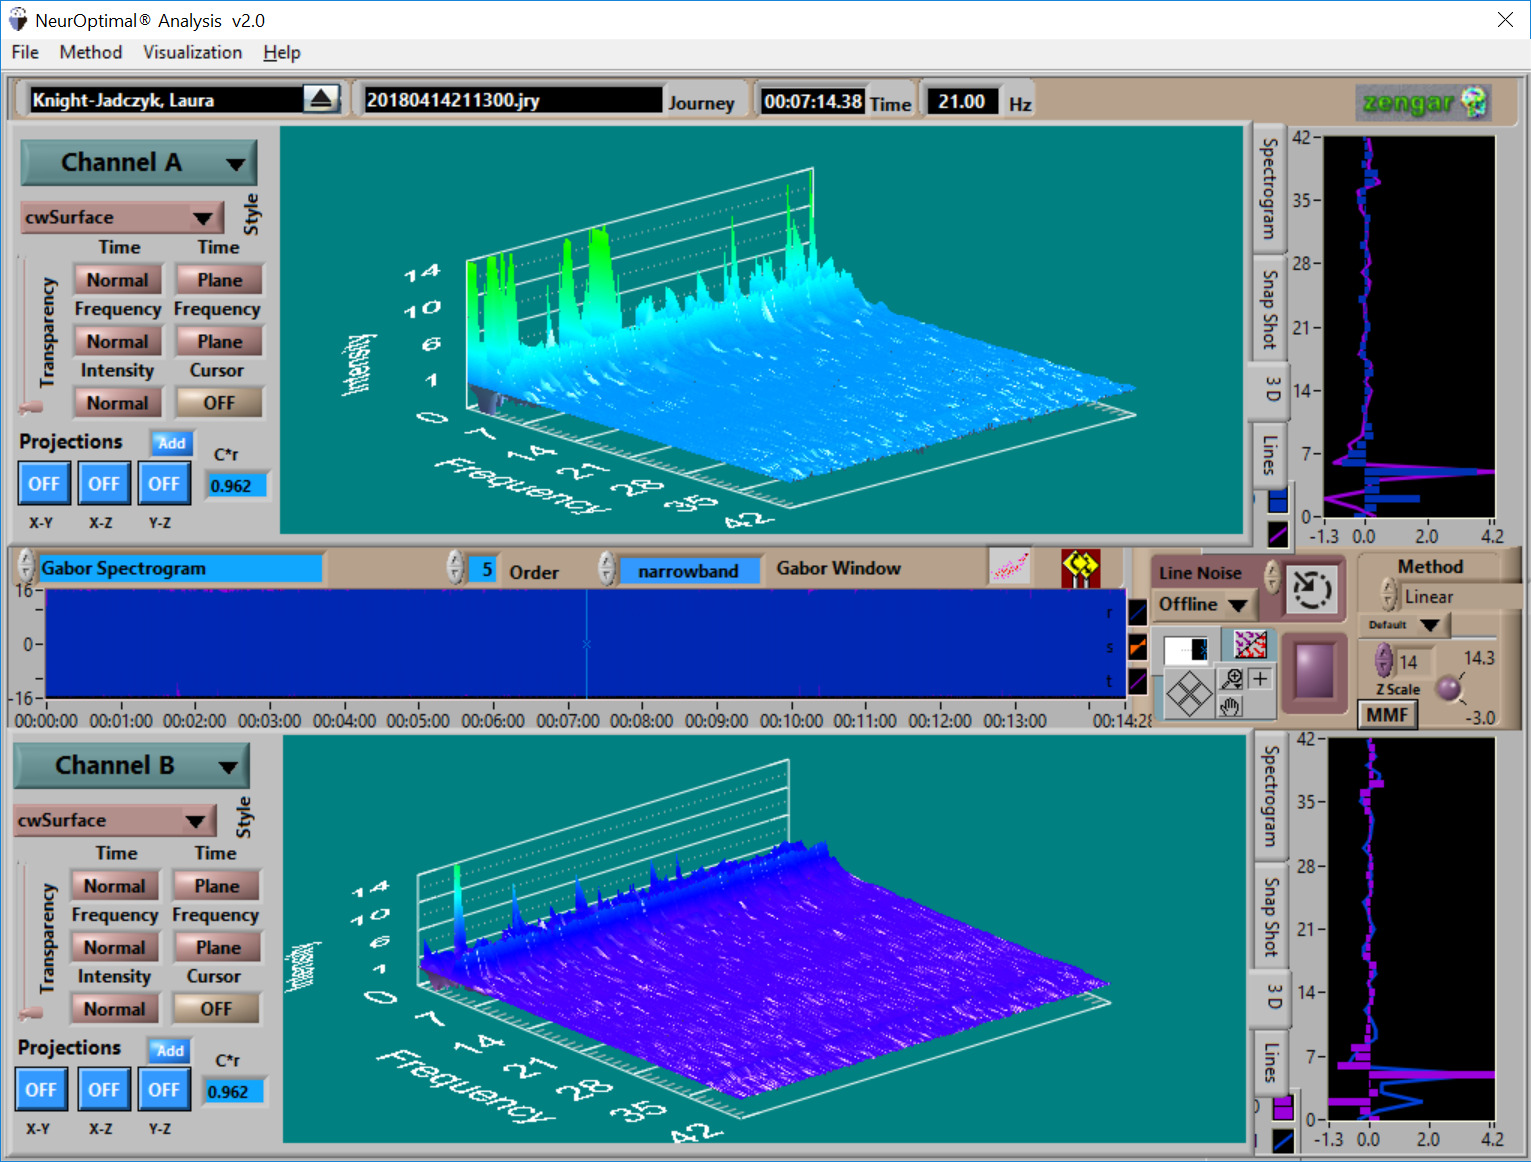 NeurOptimal® Analysis v2.0
File Method Visualization Help
Knight-Jadczyk, Laura 20180414211300.jry Journey 00:07:14.38 Time 21.00 Hz zengar
Channel A
cwSurface
Style
Time Time
Normal Plane
Frequency Frequency
Normal Plane
Intensity Cursor
Normal OFF
Transparency
Projections Add C*r
OFF OFF OFF 0.962
X-Y X-Z Y-Z
14
10
6
1
0
Intensity
7 14 21 28 35 42
Frequency
Spectrogram
Snap Shot
3 D
Lines
42
35
28
21
14
7
0
-1.3 0.0 2.0 4.2
Gabor Spectrogram 5 Order narrowband Gabor Window
16
0
-16
r
s
t
00:00:00 00:01:00 00:02:00 00:03:00 00:04:00 00:05:00 00:06:00 00:07:00 00:08:00 00:09:00 00:10:00 00:11:00 00:12:00 00:13:00 00:14:28
Line Noise
Offline
Method
Linear
Default
14 14.3
Z Scale
MMF -3.0
Channel B
cwSurface
Style
Time Time
Normal Plane
Frequency Frequency
Normal Plane
Intensity Cursor
Normal OFF
Transparency
Projections Add C*r
OFF OFF OFF 0.962
X-Y X-Z Y-Z
14
10
6
1
0
Intensity
7 14 21 28 35 42
Frequency
Spectrogram
Snap Shot
3 D
Lines
42
35
28
21
14
7
0
-1.3 0.0 2.0 4.2